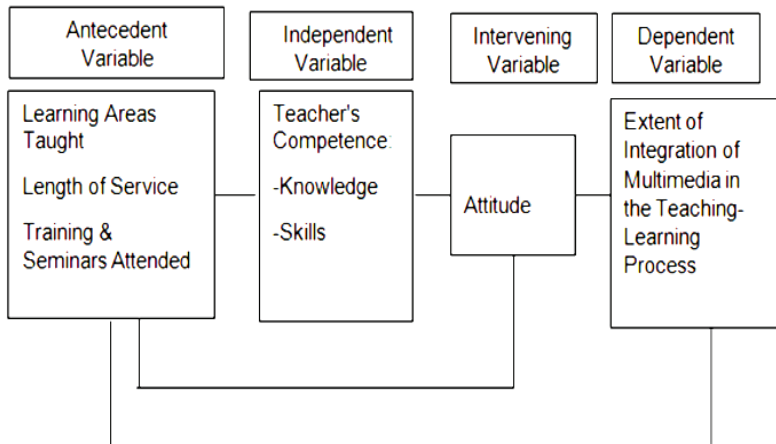 Antecedent
Variable
Independent
Variable
Intervening
Variable
Dependent
Variable
Learning Areas
Taught
Length of Service
Training &
Seminars Attended
Teacher's
Competence:
-Knowledge
-Skills
Attitude
Extent of
Integration of
Multimedia in
the Teaching-
Learning
Process